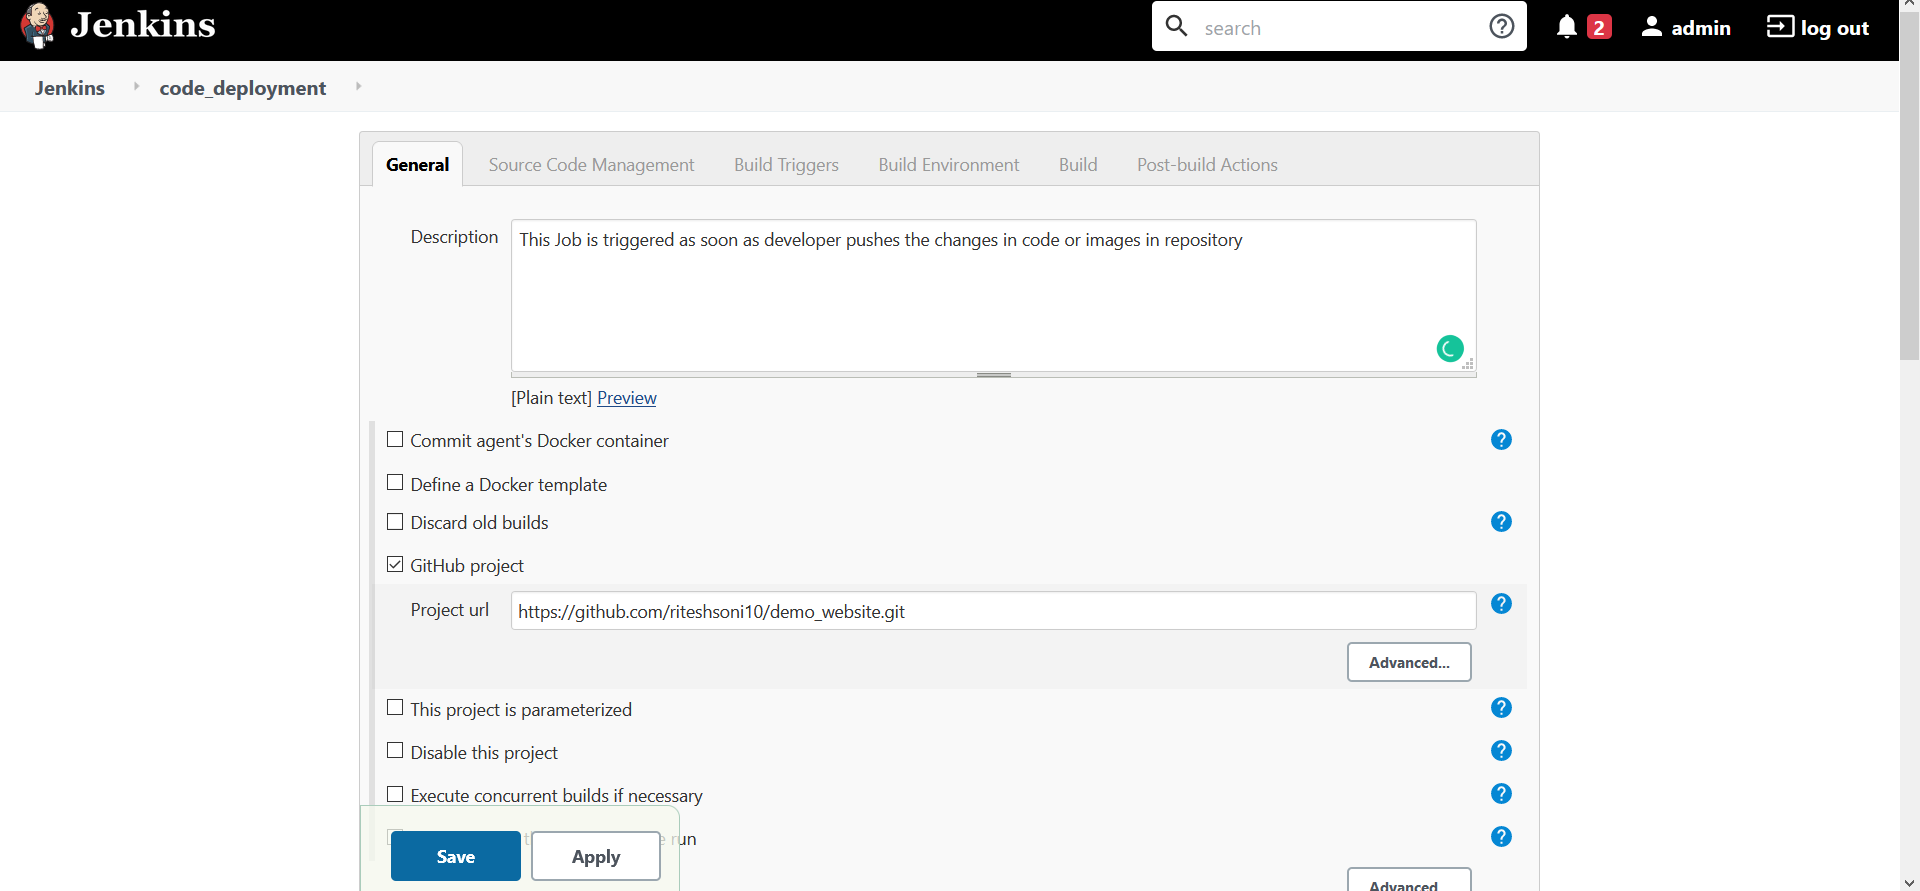 Jenkins
search
2
admin
log out
Jenkins
code_deployment
General
Source Code Management
Build Triggers
Build Environment
Build
Post-build Actions
Description
This Job is triggered as soon as developer pushes the changes in code or images in repository
[Plain text] Preview
Commit agent's Docker container
?
Define a Docker template
Discard old builds
?
GitHub project
Project url
https://github.com/riteshsoni10/demo_website.git
?
Advanced...
This project is parameterized
?
Disable this project
?
Execute concurrent builds if necessary
?
run
?
Save
Apply
Advanced